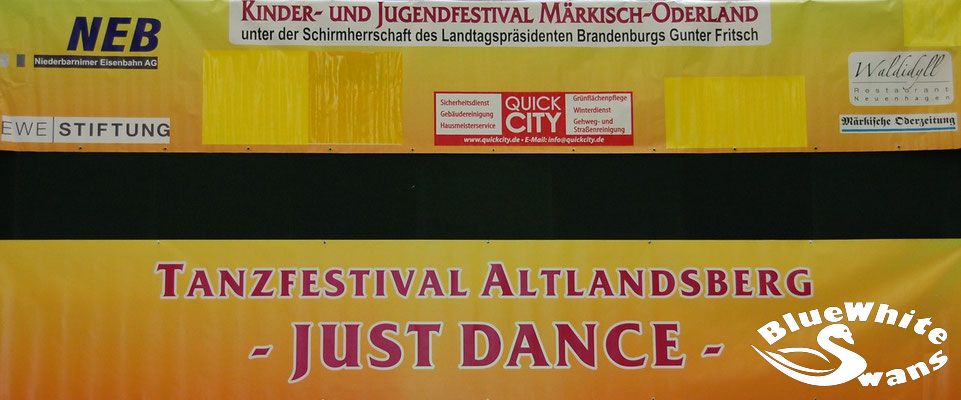 KINDER- UND JUGENDFESTIVAL MÄRKISCH-ODERLAND
unter der Schirmherrschaft des Landtagspräsidenten Brandenburgs Gunter Fritsch
NEB
Niederbarnimer Eisenbahn AG
EWE STIFTUNG
Sicherheitsdienst
Gebäudereinigung
Hausmeisterservice
QUICK
CITY
Grünflächenpflege
Winterdienst
Gehweg- und
Straßenreinigung
www.quickcity.de • E-Mail: info@quickcity.de
Waldidyll
Restaurant
Neuenhagen
Märkische Oderzeitung
TANZFESTIVAL ALTLANDSBERG
- JUST DANCE -
BlueWhite
Swans